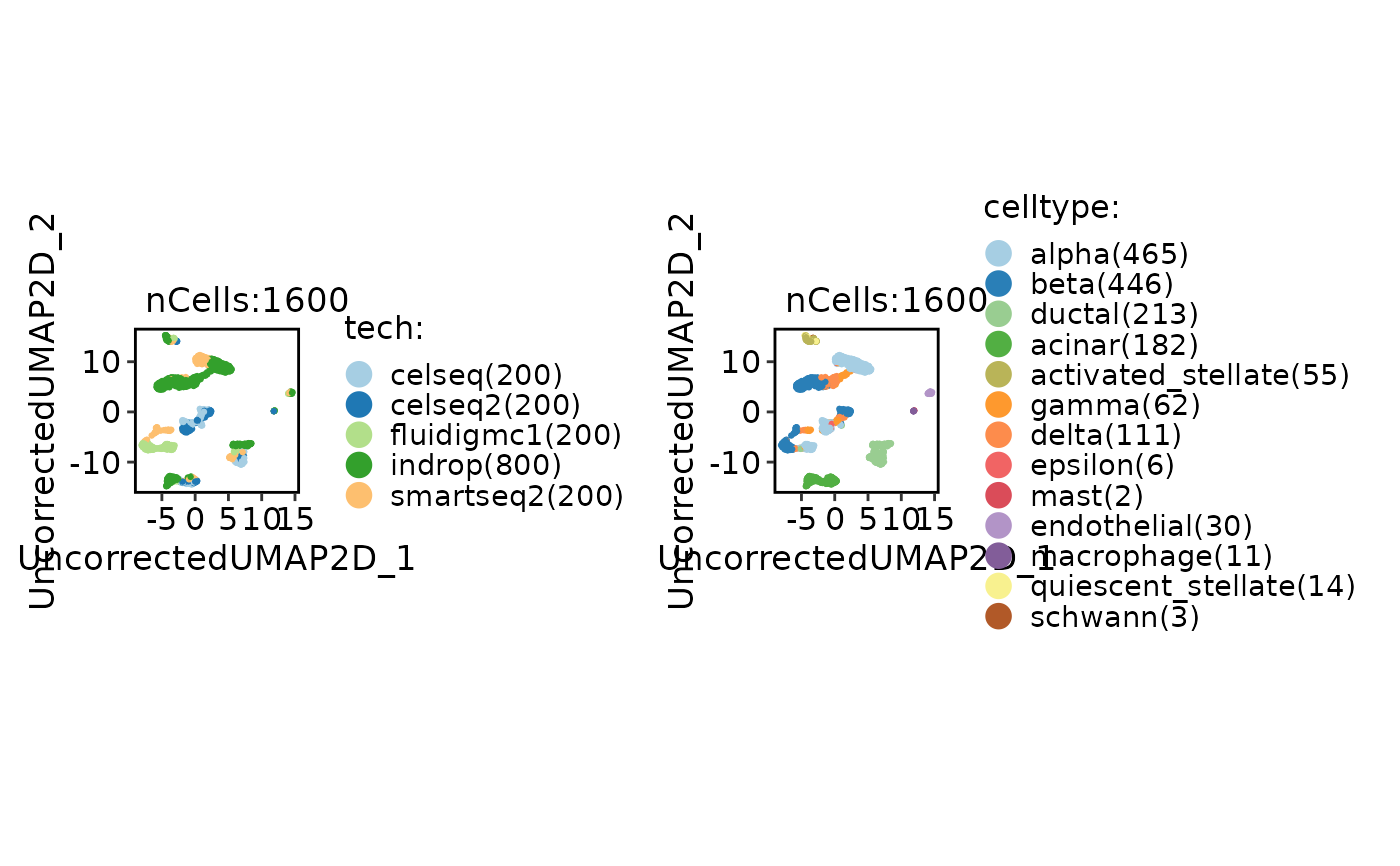 UncorrectedUMAP2D_2
nCells:1600
10
0
-10
-5 0 5 10 15
UncorrectedUMAP2D_1
tech:
celseq(200)
celseq2(200)
fluidigmc1(200)
indrop(800)
smartseq2(200)
UncorrectedUMAP2D_2
nCells:1600
10
0
-10
-5 0 5 10 15
UncorrectedUMAP2D_1
celltype:
alpha(465)
beta(446)
ductal(213)
acinar(182)
activated_stellate(55)
gamma(62)
delta(111)
epsilon(6)
mast(2)
endothelial(30)
macrophage(11)
quiescent_stellate(14)
schwann(3)